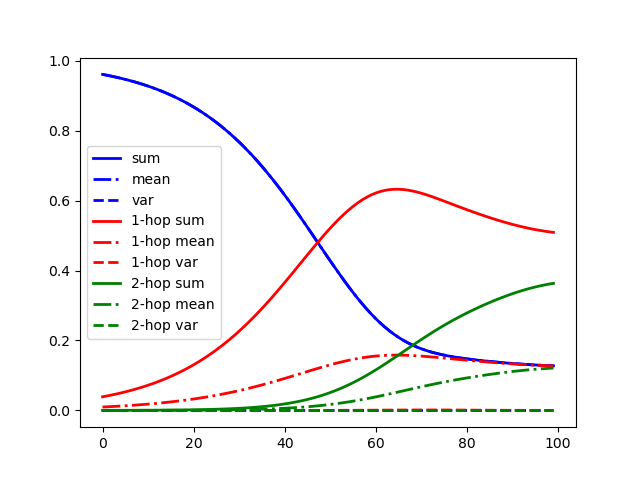 1.0
0.8
0.6
0.4
0.2
0.0
sum
mean
var
1-hop sum
1-hop mean
1-hop var
2-hop sum
2-hop mean
2-hop var
0 20 40 60 80 100